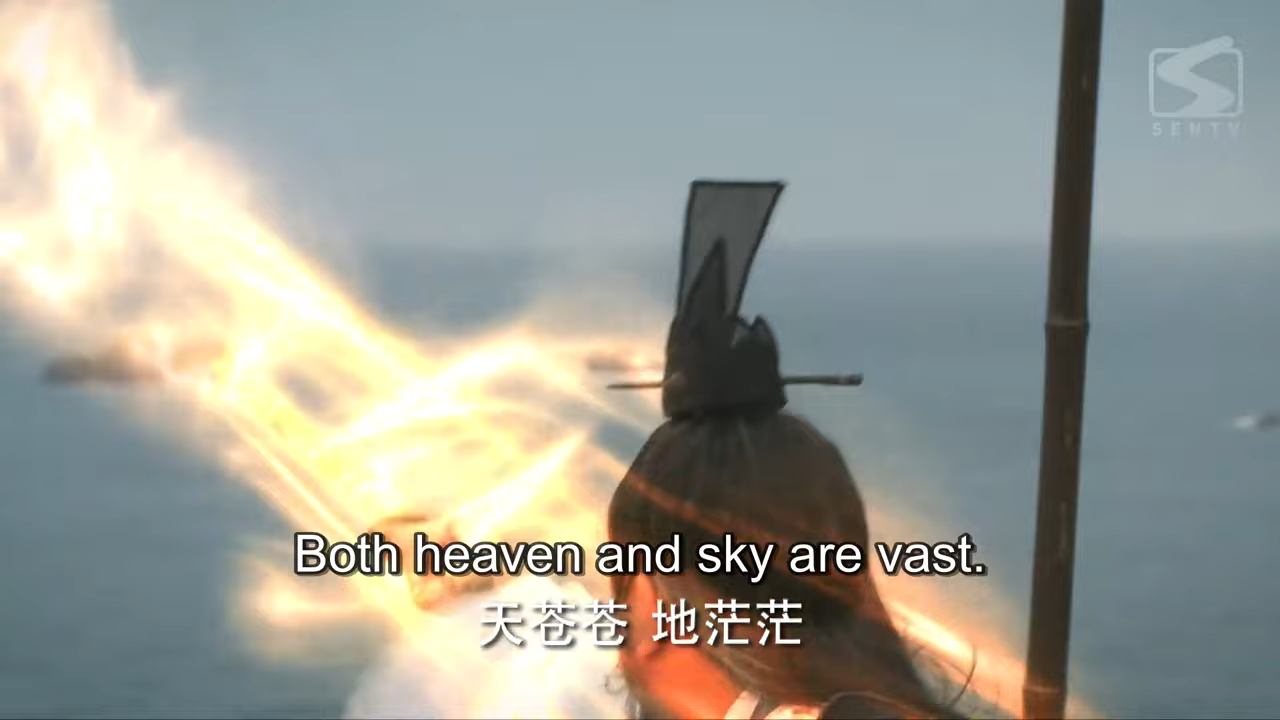 SENTV
Both heaven and sky are vast.
天苍苍 地茫茫